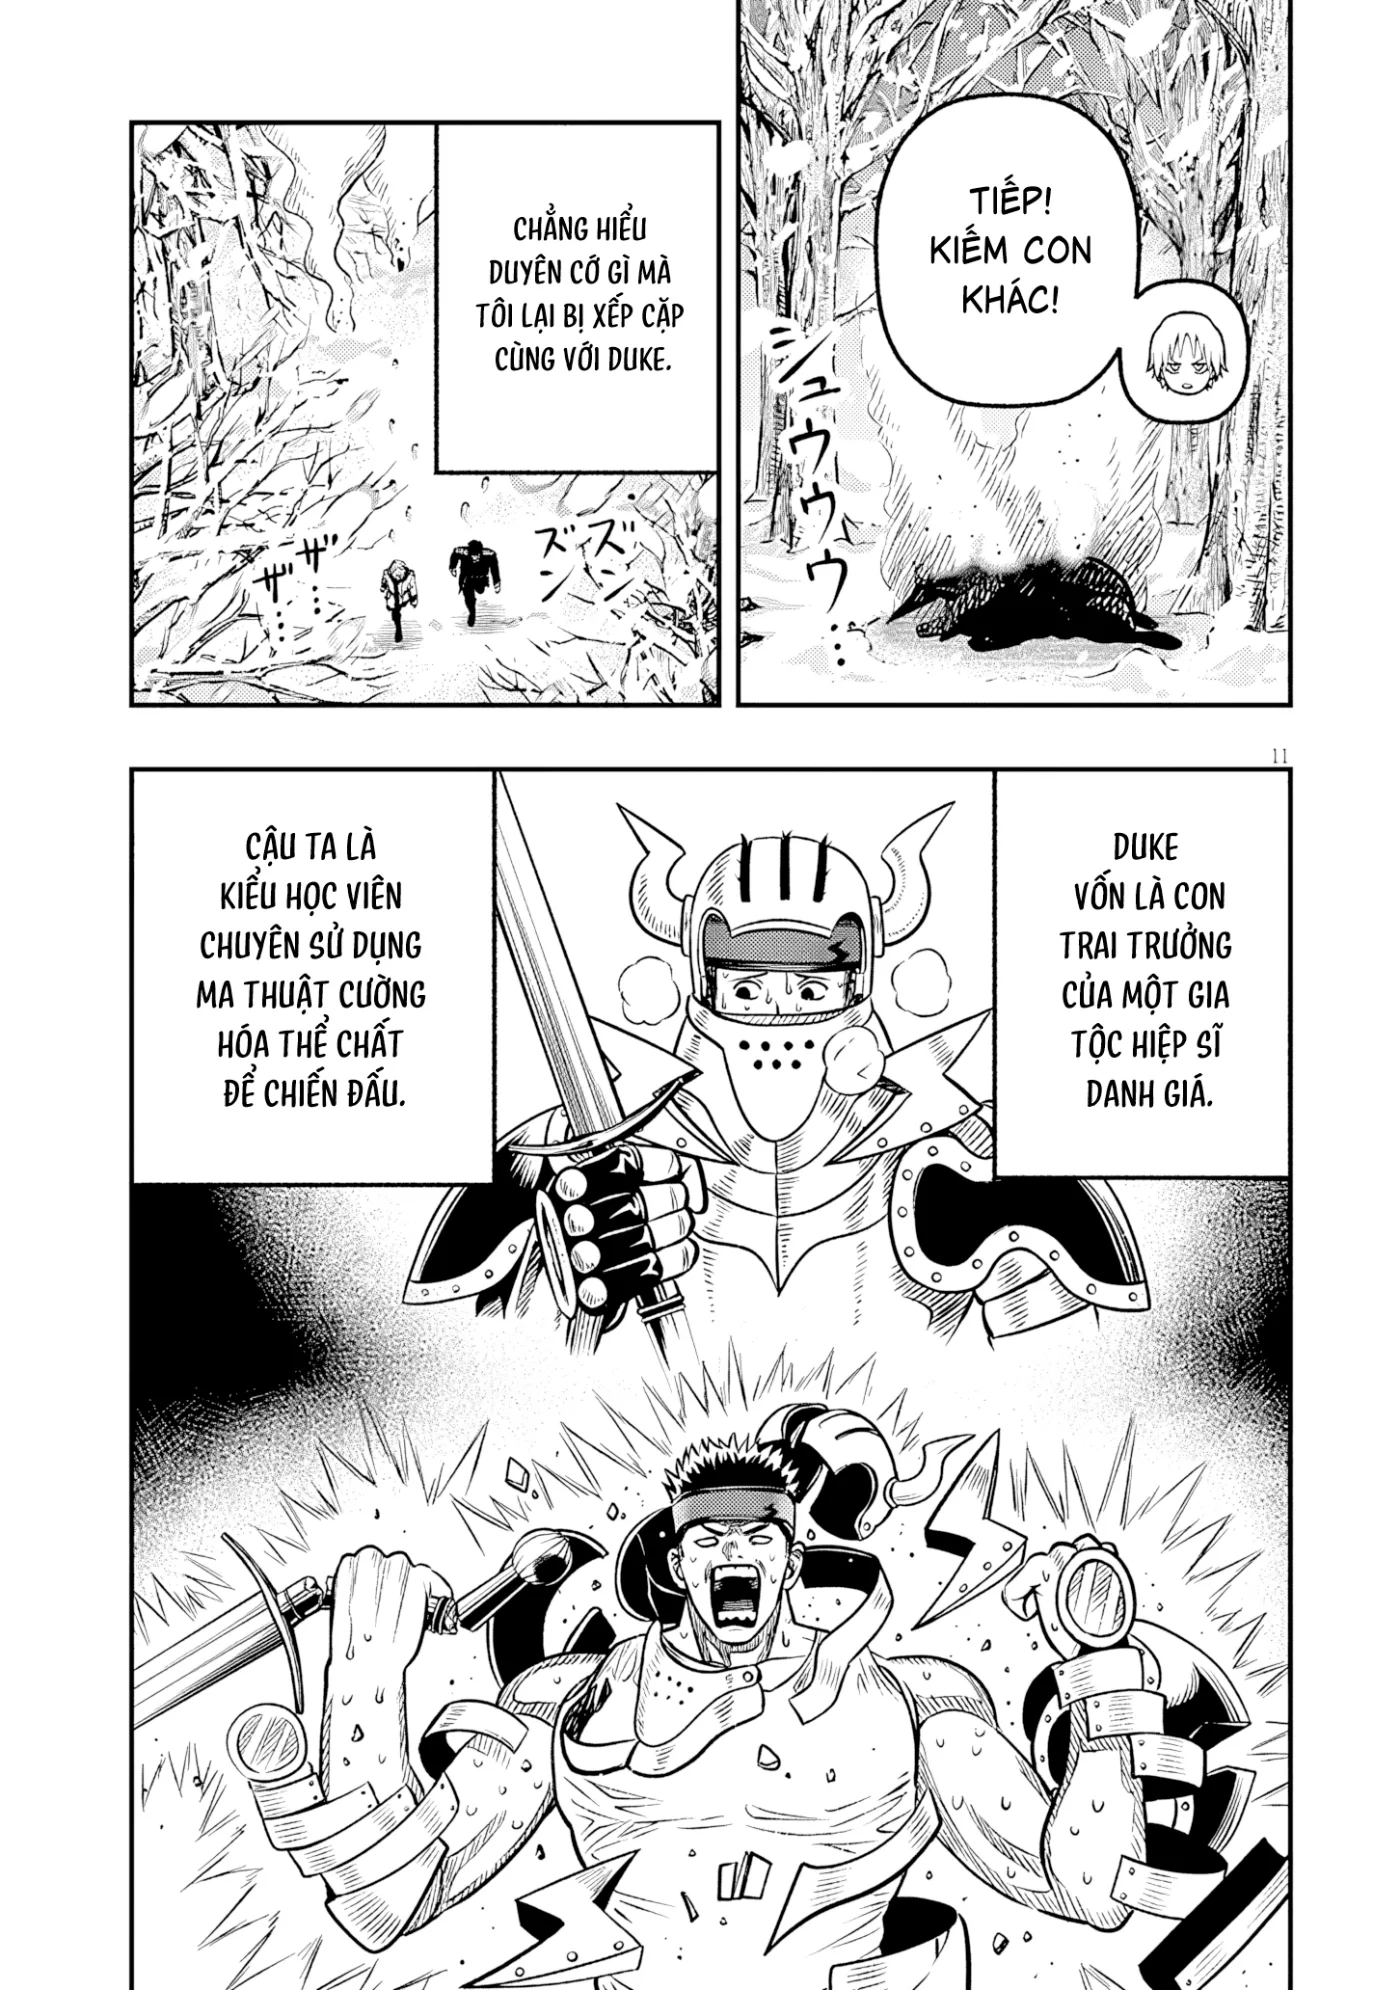 TIẾP!
KIẾM CON
KHÁC!
シュウウウゥ…
CHẲNG HIỂU
DUYÊN CỚ GÌ MÀ
TÔI LẠI BỊ XẾP CẶP
CÙNG VỚI DUKE.
ズンズン
ザザ…
11
DUKE
VỐN LÀ CON
TRAI TRƯỞNG
CỦA MỘT GIA
TỘC HIỆP SĨ
DANH GIÁ.
CẬU TA LÀ
KIỂU HỌC VIÊN
CHUYÊN SỬ DỤNG
MA THUẬT CƯỜNG
HÓA THỂ CHẤT
ĐỂ CHIẾN ĐẤU.